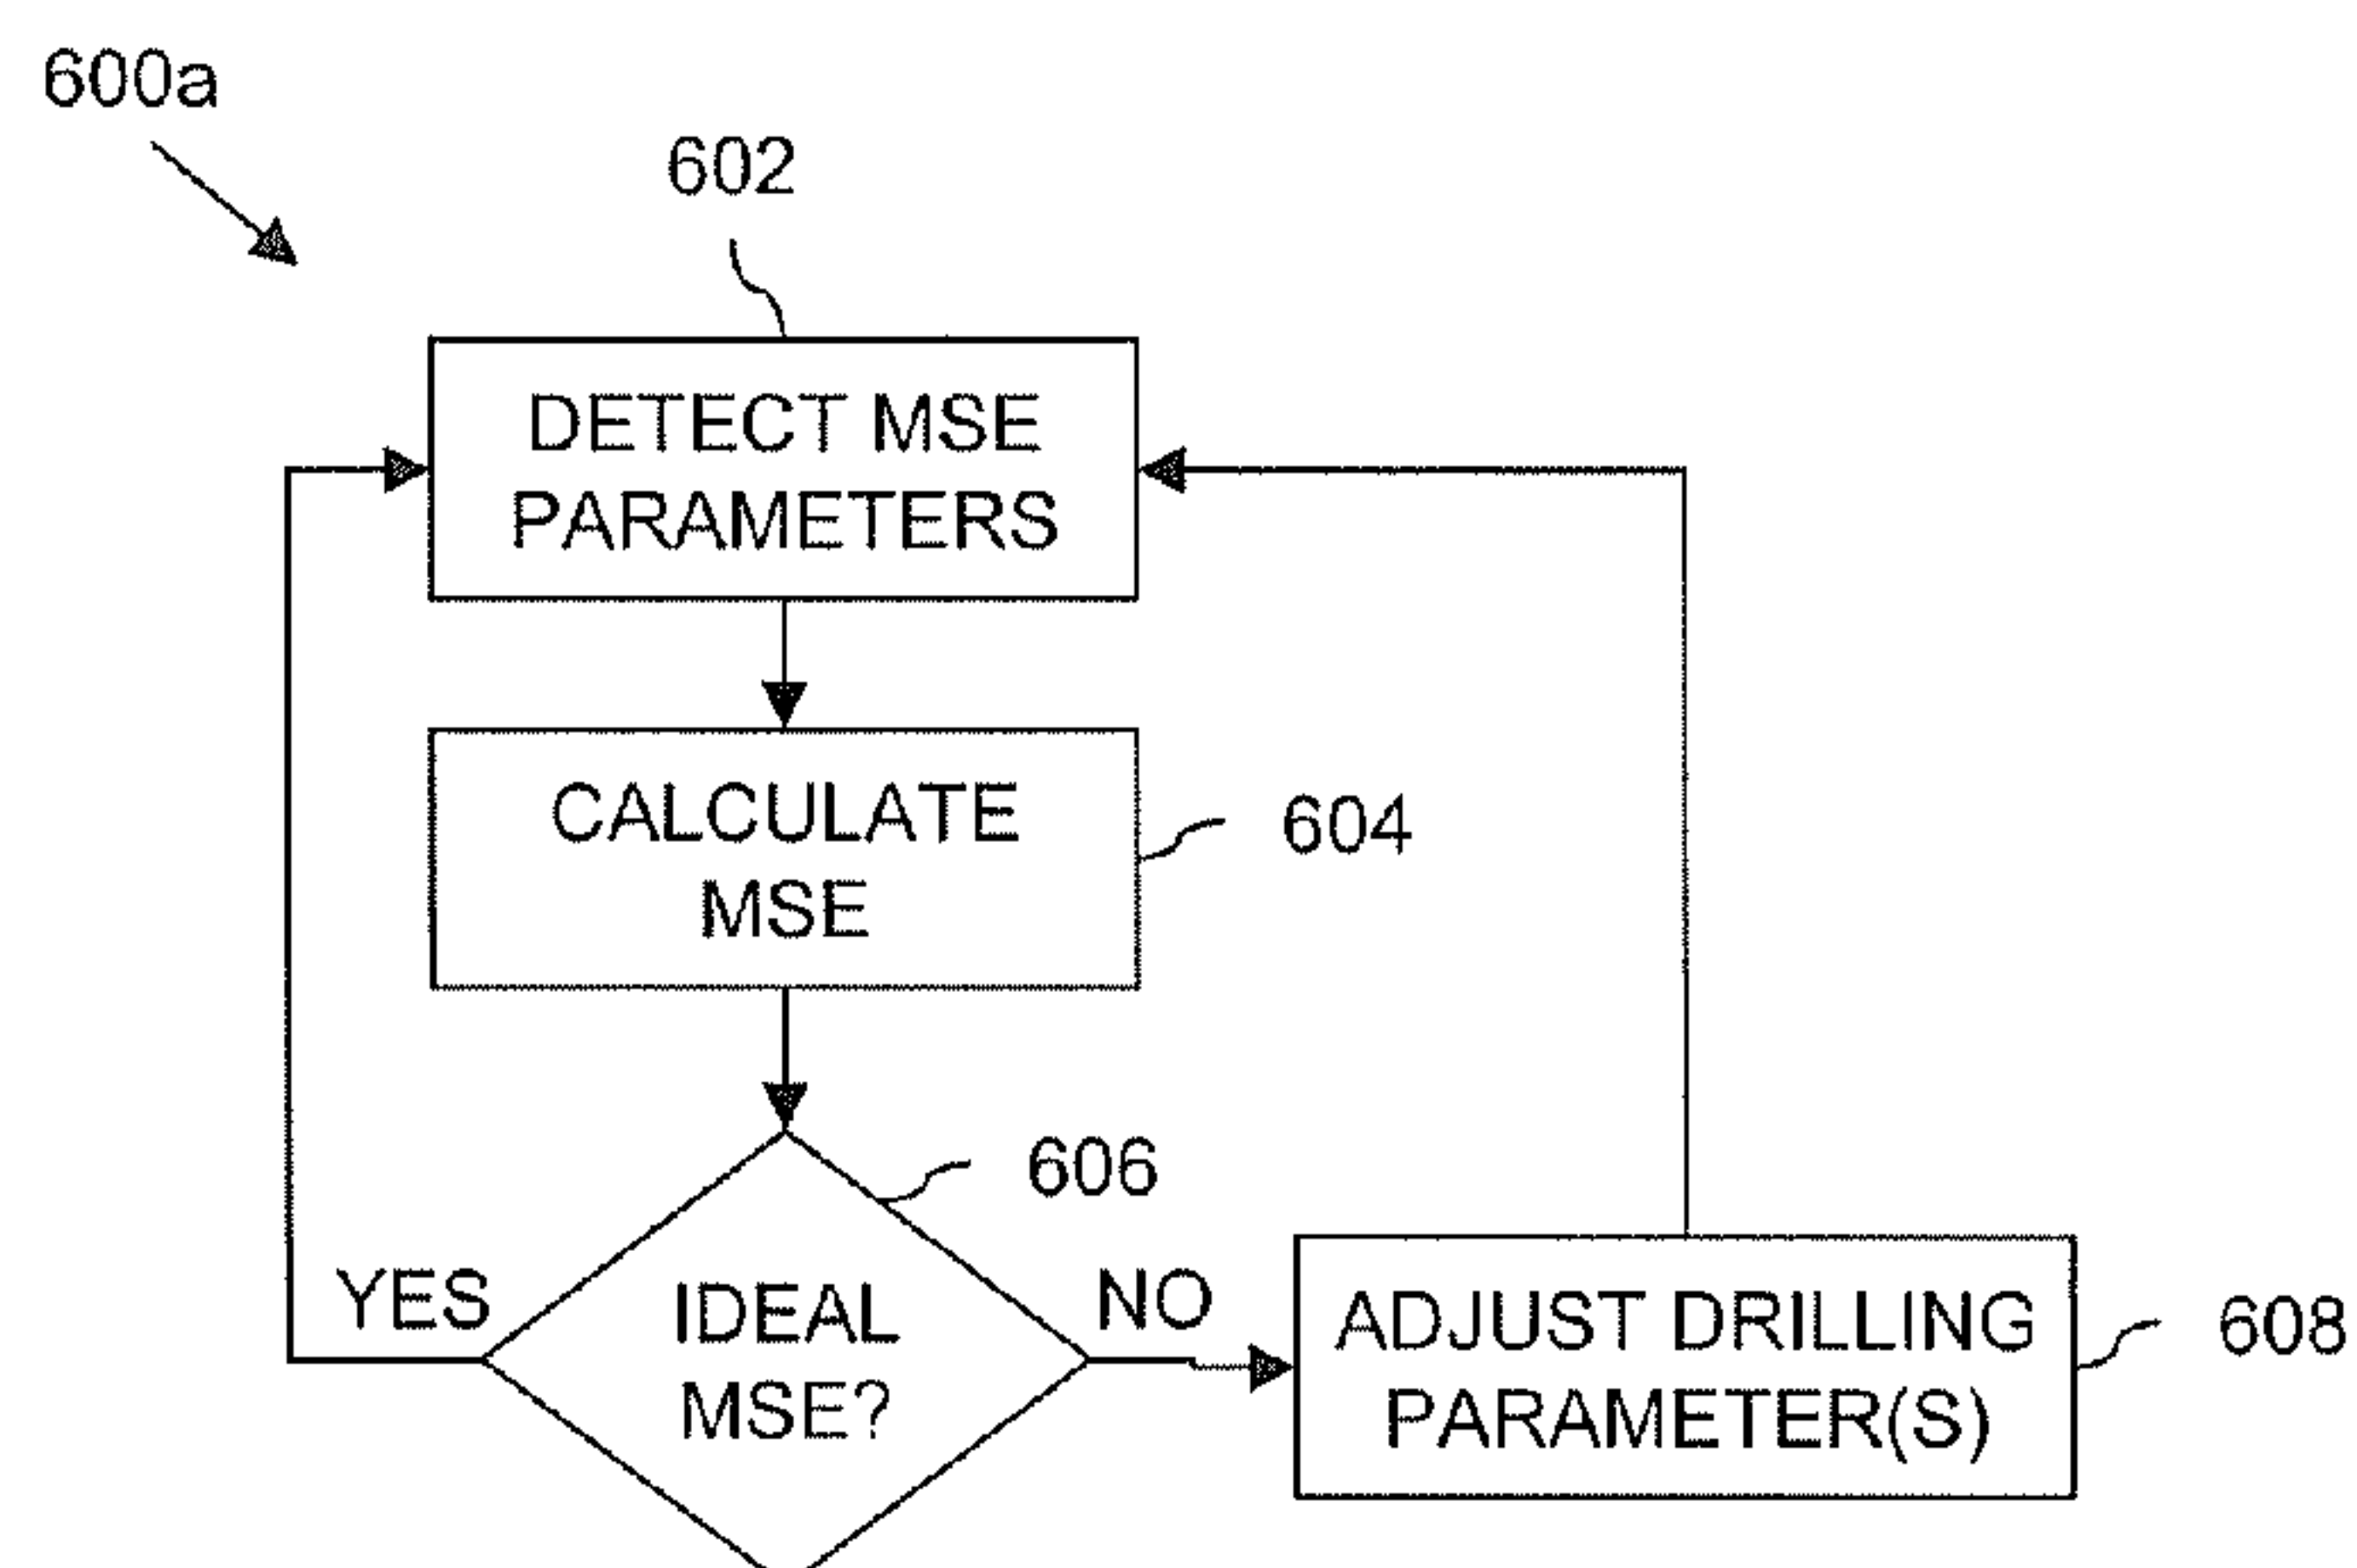 600a
602
DETECT MSE
PARAMETERS
CALCULATE
MSE
604
606
YES
IDEAL
MSE?
NO
ADJUST DRILLING
PARAMETER(S)
608